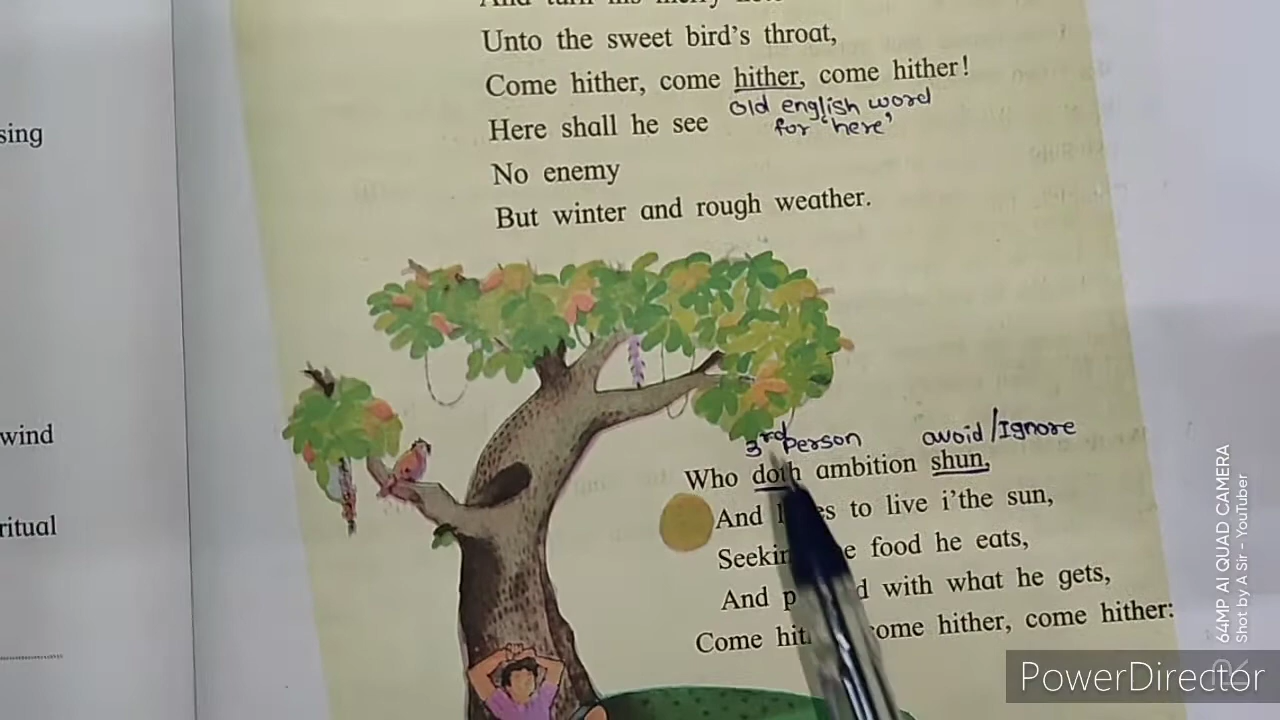 Unto the sweet bird's throat,
Come hither, come hither, come hither!
old english word
for 'here'
Here shall he see
No enemy
But winter and rough weather.
3rd person avoid/Ignore
Who doth ambition shun,
And to live i'the sun,
food he eats,
And with what he gets,
Come come hither, come hither:
sing
wind
ritual
64MP AI QUAD CAMERA
Shot by A Sir - YouTuber
PowerDirector